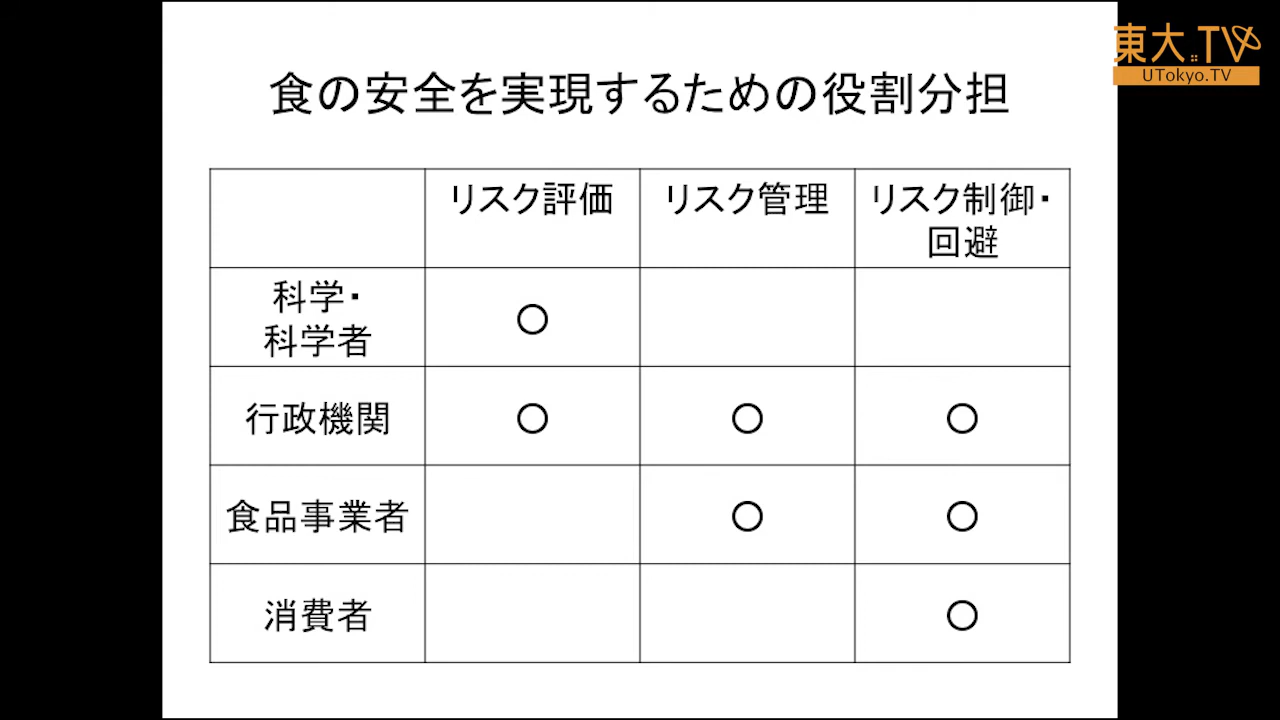 東大.TV
UTokyo.TV
食の安全を実現するための役割分担
リスク評価 リスク管理 リスク制御・
回避
科学・
科学者 ○
行政機関 ○ ○ ○
食品事業者 ○ ○
消費者 ○